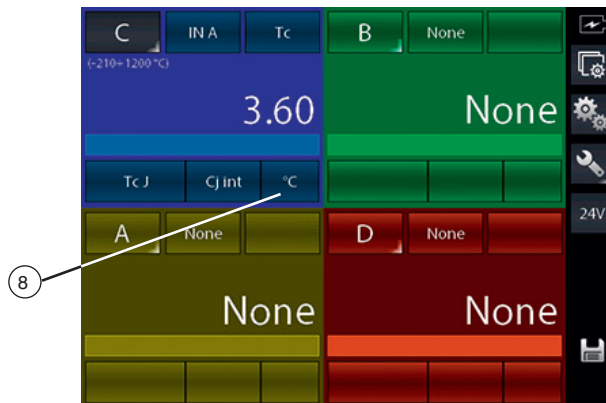 C IN A Tc
(-210÷1200 °C)
3.60
Tc J Cj int °C
B None
None
A None
None
D None
None
24V
8